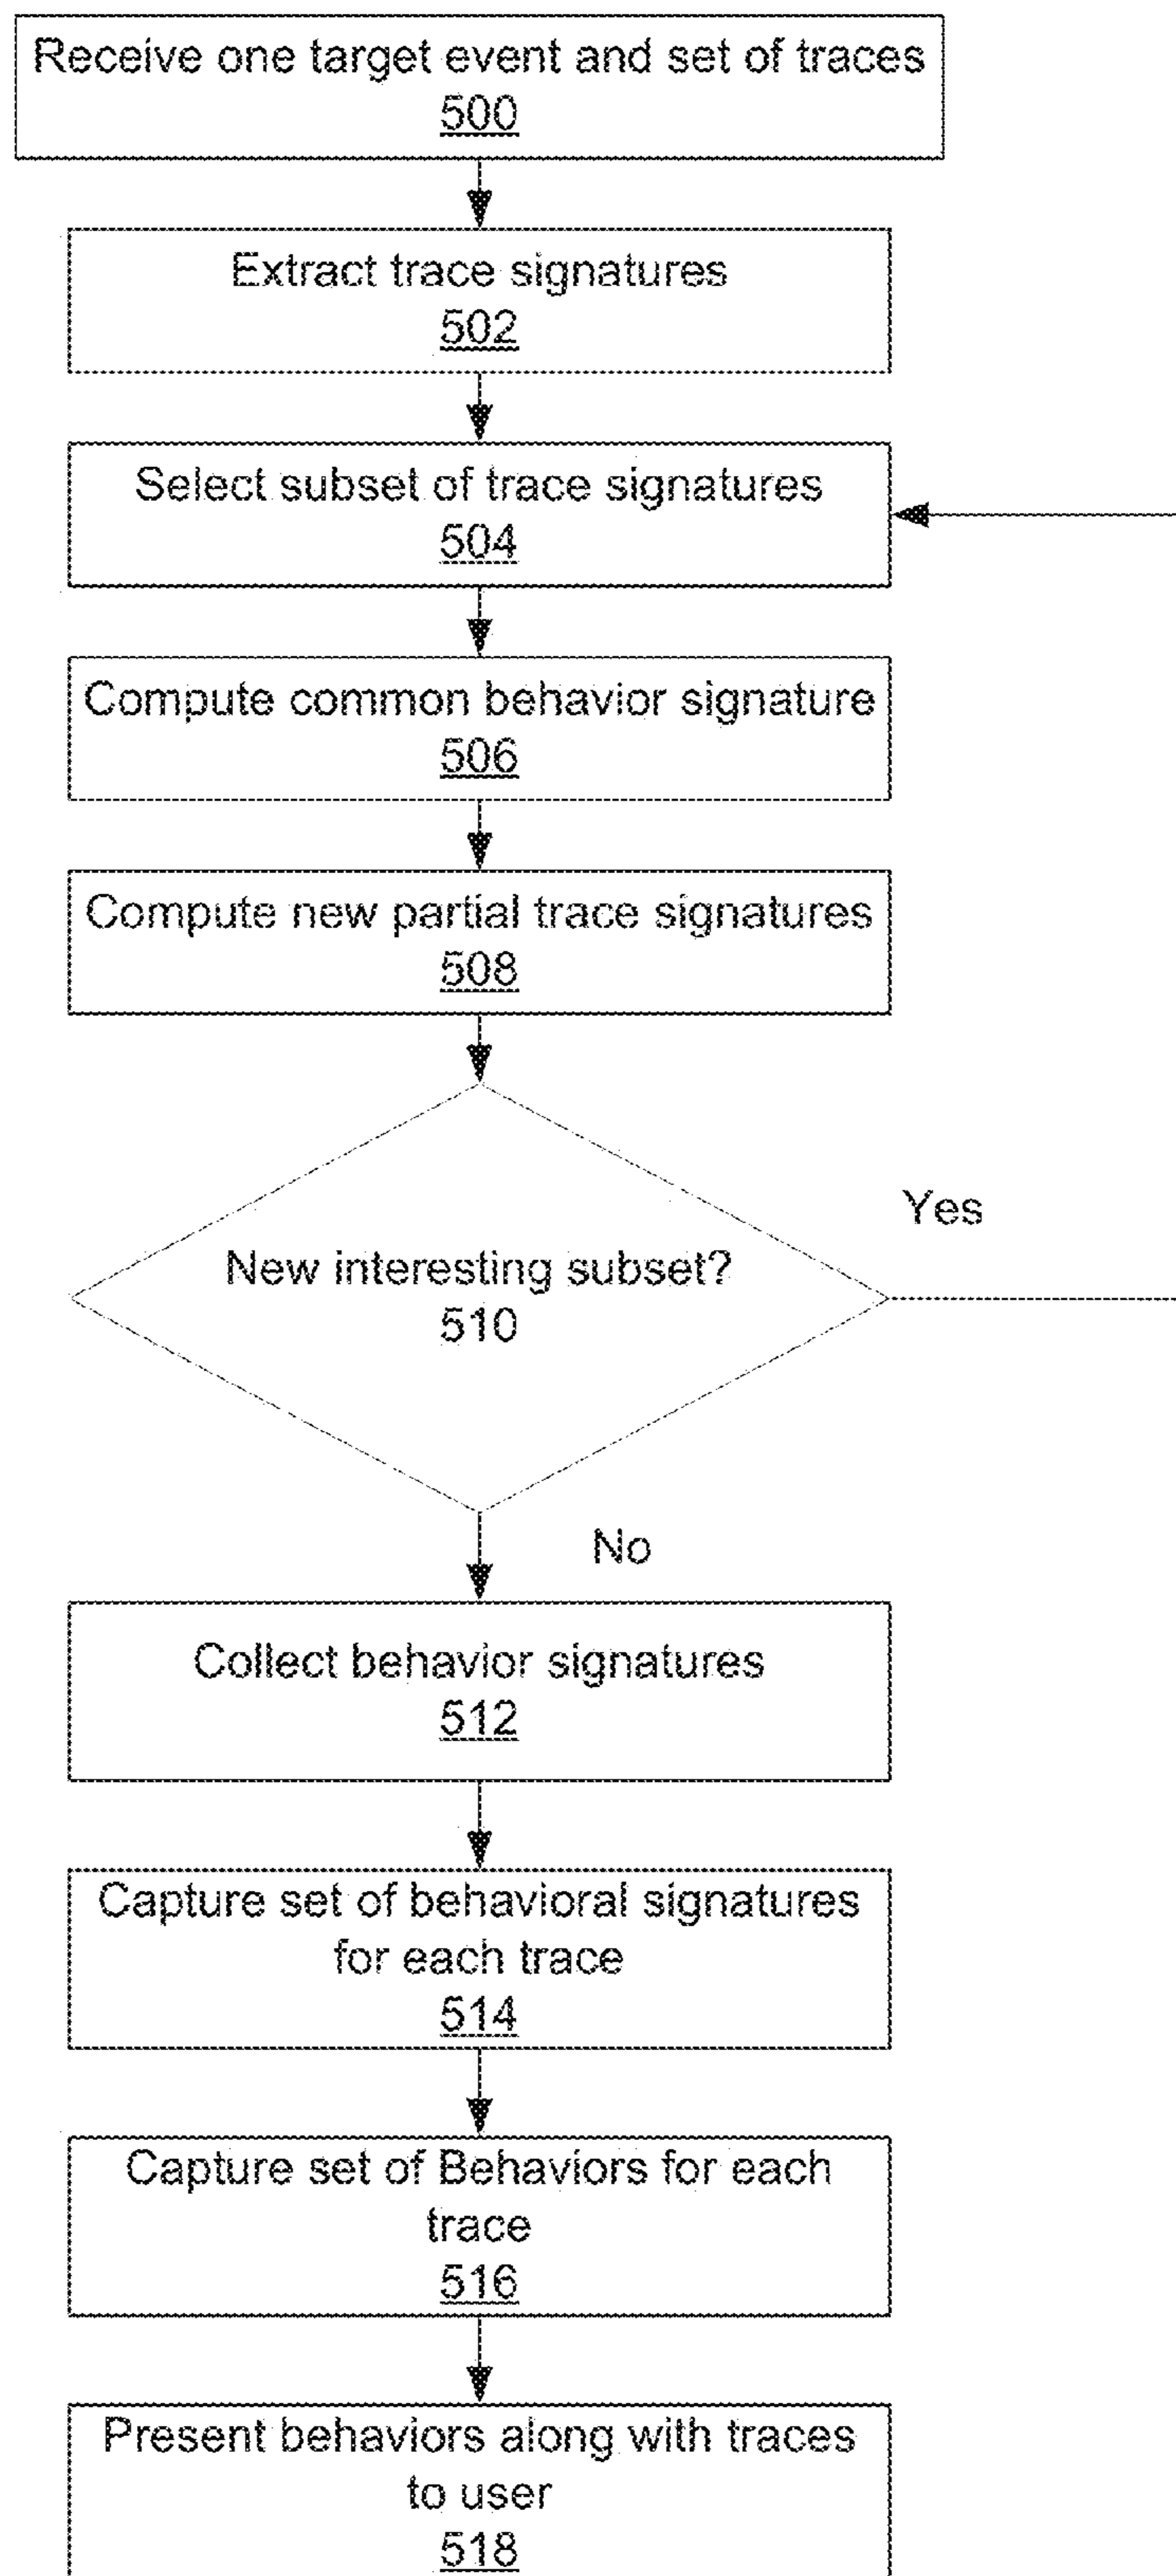 Receive one target event and set of traces
500
Extract trace signatures
502
Select subset of trace signatures
504
Compute common behavior signature
506
Compute new partial trace signatures
508
Yes
New interesting subset?
510
No
Collect behavior signatures
512
Capture set of behavioral signatures
for each trace
514
Capture set of Behaviors for each
trace
516
Present behaviors along with traces
to user
518